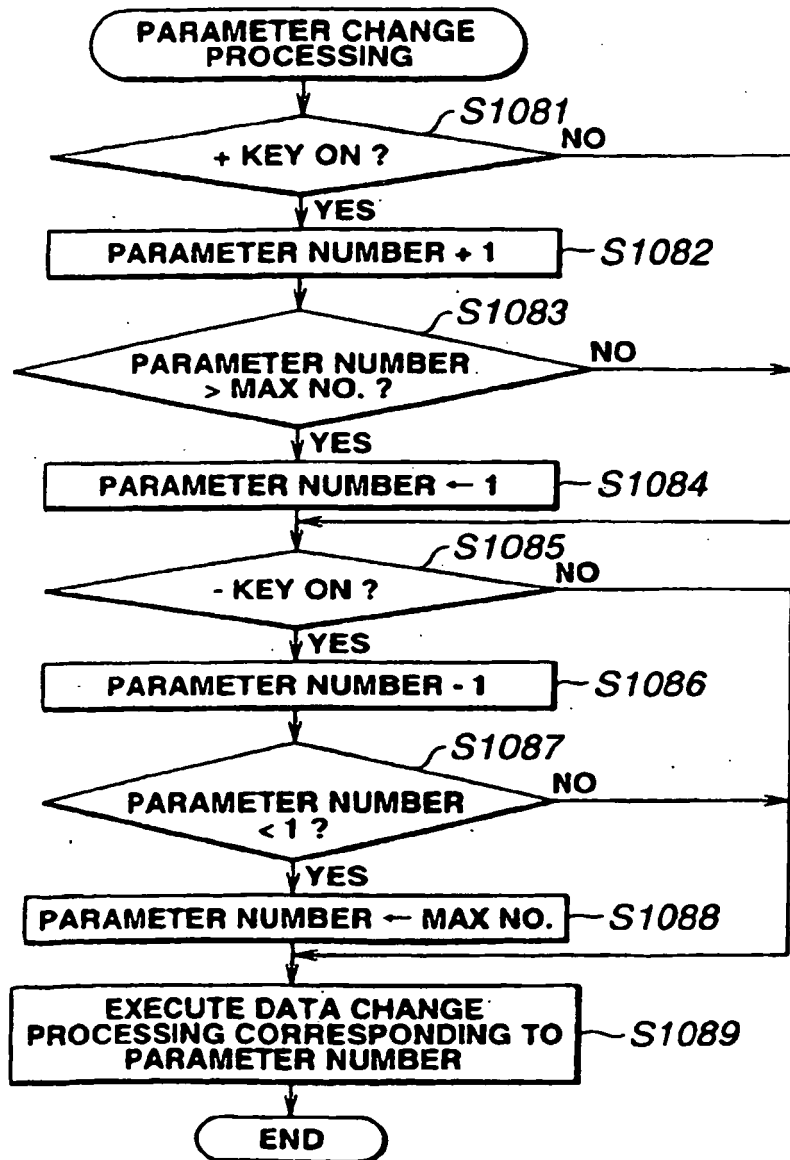 PARAMETER CHANGE
PROCESSING
S1081
+ KEY ON ?
NO
YES
PARAMETER NUMBER + 1
S1082
S1083
PARAMETER NUMBER
> MAX NO. ?
NO
YES
PARAMETER NUMBER ← 1
S1084
S1085
- KEY ON ?
NO
YES
PARAMETER NUMBER - 1
S1086
S1087
PARAMETER NUMBER
< 1 ?
NO
YES
PARAMETER NUMBER ← MAX NO.
S1088
EXECUTE DATA CHANGE
PROCESSING CORRESPONDING TO
PARAMETER NUMBER
S1089
END